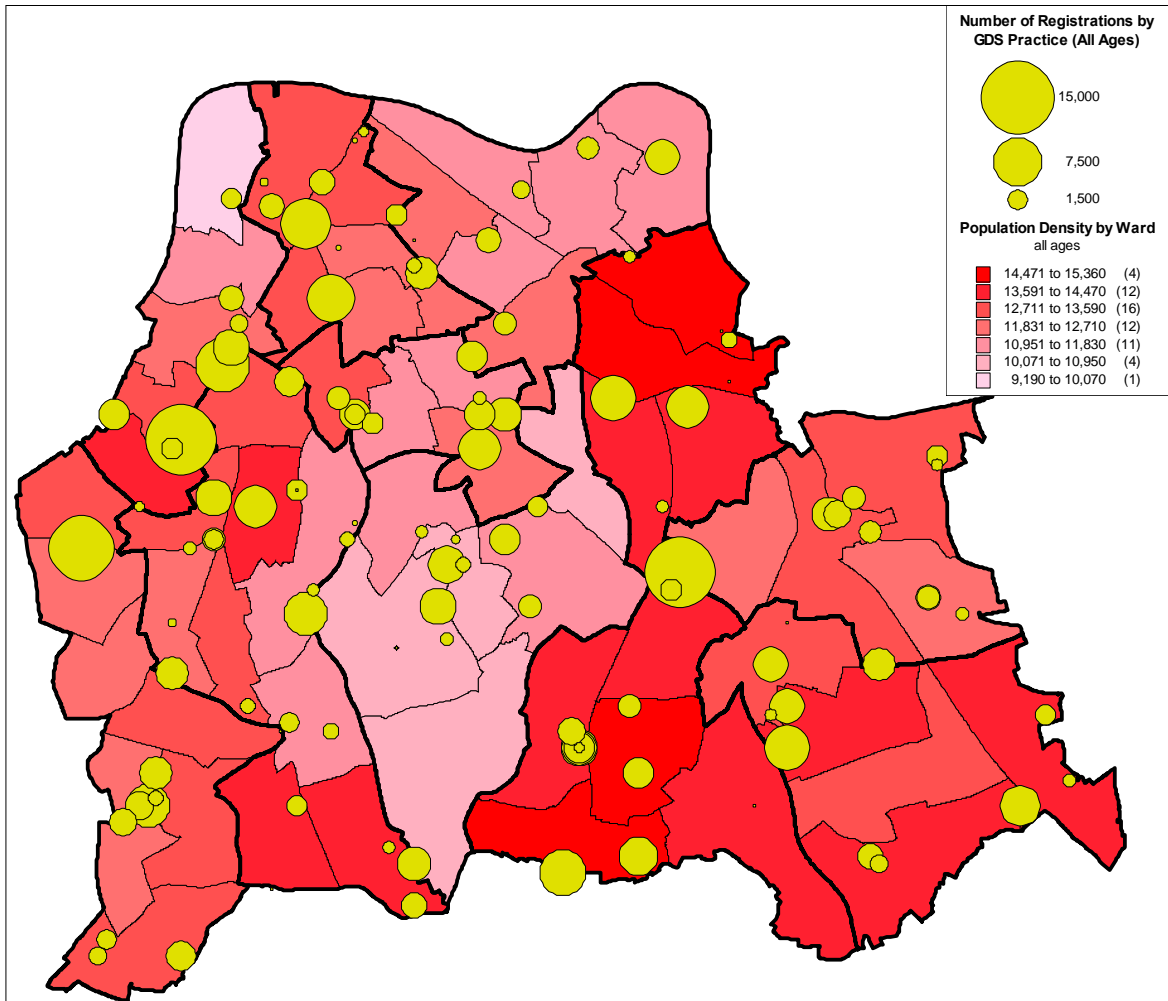 Number of Registrations by
GDS Practice (All Ages)
15,000
7,500
1,500
Population Density by Ward
all ages
14,471 to 15,360 (4)
13,591 to 14,470 (12)
12,711 to 13,590 (16)
11,831 to 12,710 (12)
10,951 to 11,830 (11)
10,071 to 10,950 (4)
9,190 to 10,070 (1)